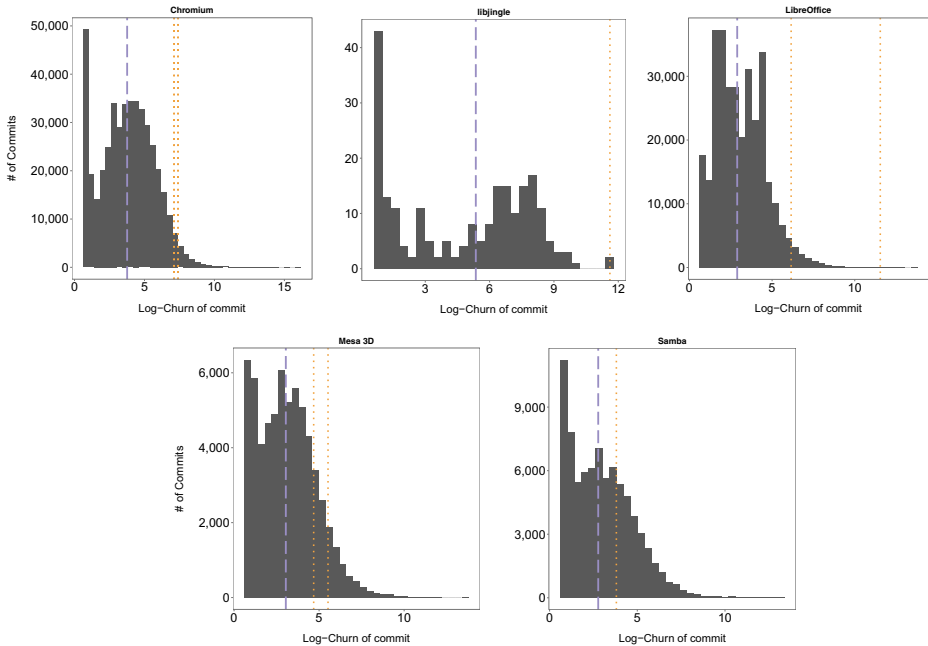 Chromium
# of Commits
50,000
40,000
30,000
20,000
10,000
0
0 5 10 15
Log−Churn of commit
libjingle
40
30
20
10
0
3 6 9 12
Log−Churn of commit
LibreOffice
30,000
20,000
10,000
0
0 5 10
Log−Churn of commit
Mesa 3D
# of Commits
6,000
4,000
2,000
0
0 5 10
Log−Churn of commit
Samba
9,000
6,000
3,000
0
0 5 10
Log−Churn of commit